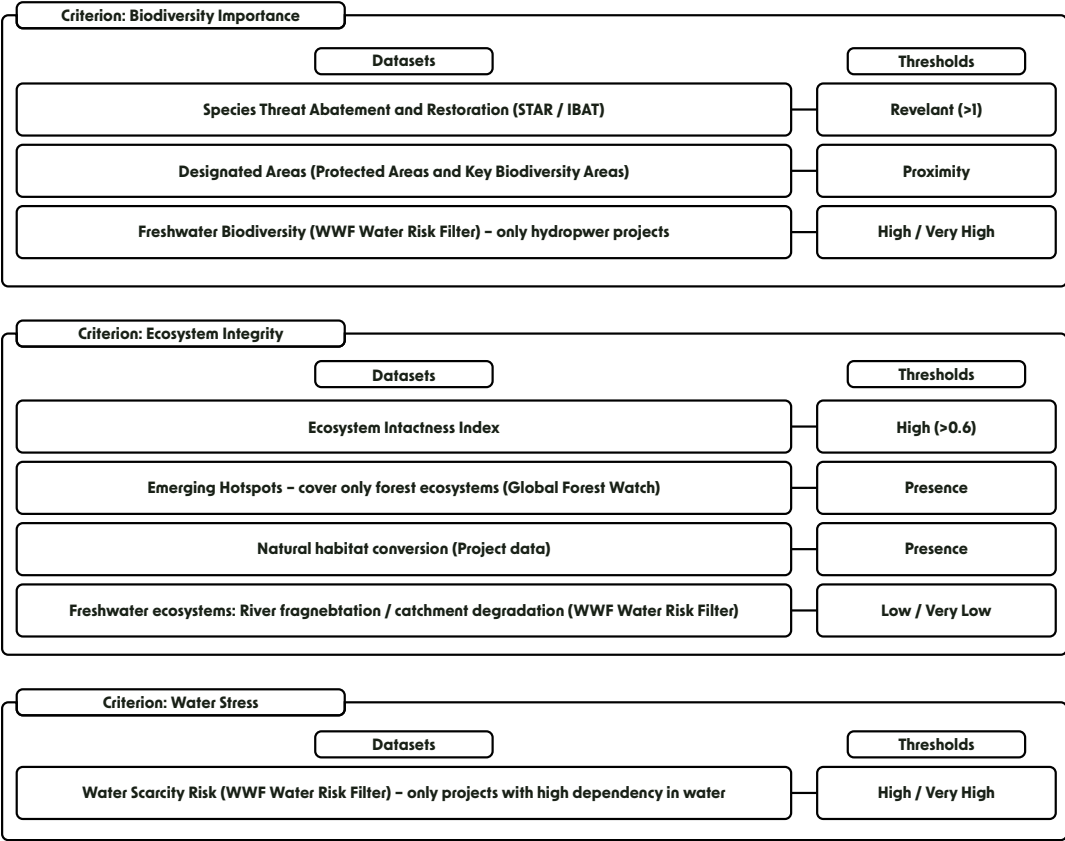 Criterion: Biodiversity Importance
Datasets
Thresholds
Species Threat Abatement and Restoration (STAR / IBAT)
Revelant (>1)
Designated Areas (Protected Areas and Key Biodiversity Areas)
Proximity
Freshwater Biodiversity (WWF Water Risk Filter) – only hydropwer projects
High / Very High
Criterion: Ecosystem Integrity
Datasets
Thresholds
Ecosystem Intactness Index
High (>0.6)
Emerging Hotspots – cover only forest ecosystems (Global Forest Watch)
Presence
Natural habitat conversion (Project data)
Presence
Freshwater ecosystems: River fragnebtation / catchment degradation (WWF Water Risk Filter)
Low / Very Low
Criterion: Water Stress
Datasets
Thresholds
Water Scarcity Risk (WWF Water Risk Filter) – only projects with high dependency in water
High / Very High